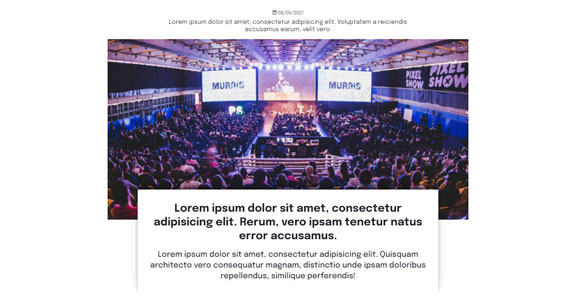 06/05/2021
Lorem ipsum dolor sit amet, consectetur adipisicing elit. Voluptatem a reiciendis
accusamus earum, velit vero.
MURAIS
MURAIS
PIXEL
SHOW
PIXEL
SHOW
Lorem ipsum dolor sit amet, consectetur
adipisicing elit. Rerum, vero ipsam tenetur natus
error accusamus.
Lorem ipsum dolor sit amet, consectetur adipisicing elit. Quisquam
architecto vero consequatur magnam, distinctio unde ipsam doloribus
repellendus, similique perferendis!